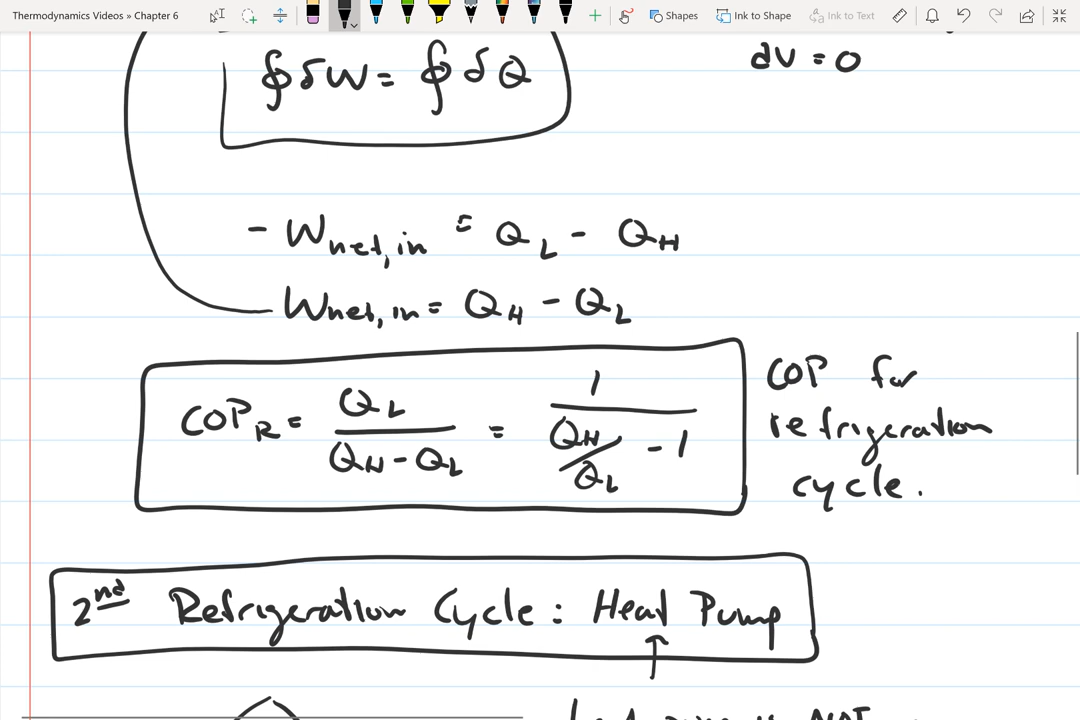 Thermodynamics Videos » Chapter 6
Shapes
Ink to Shape
Ink to Text
dV = 0
∮δW = ∮δQ
- Wnet,in = QL - QH
Wnet,in = QH - QL
COPR = QL / (QH - QL) = 1 / (QH/QL - 1)
COP for
refrigeration
cycle.
2nd Refrigeration Cycle: Heat Pump
↑
NOT